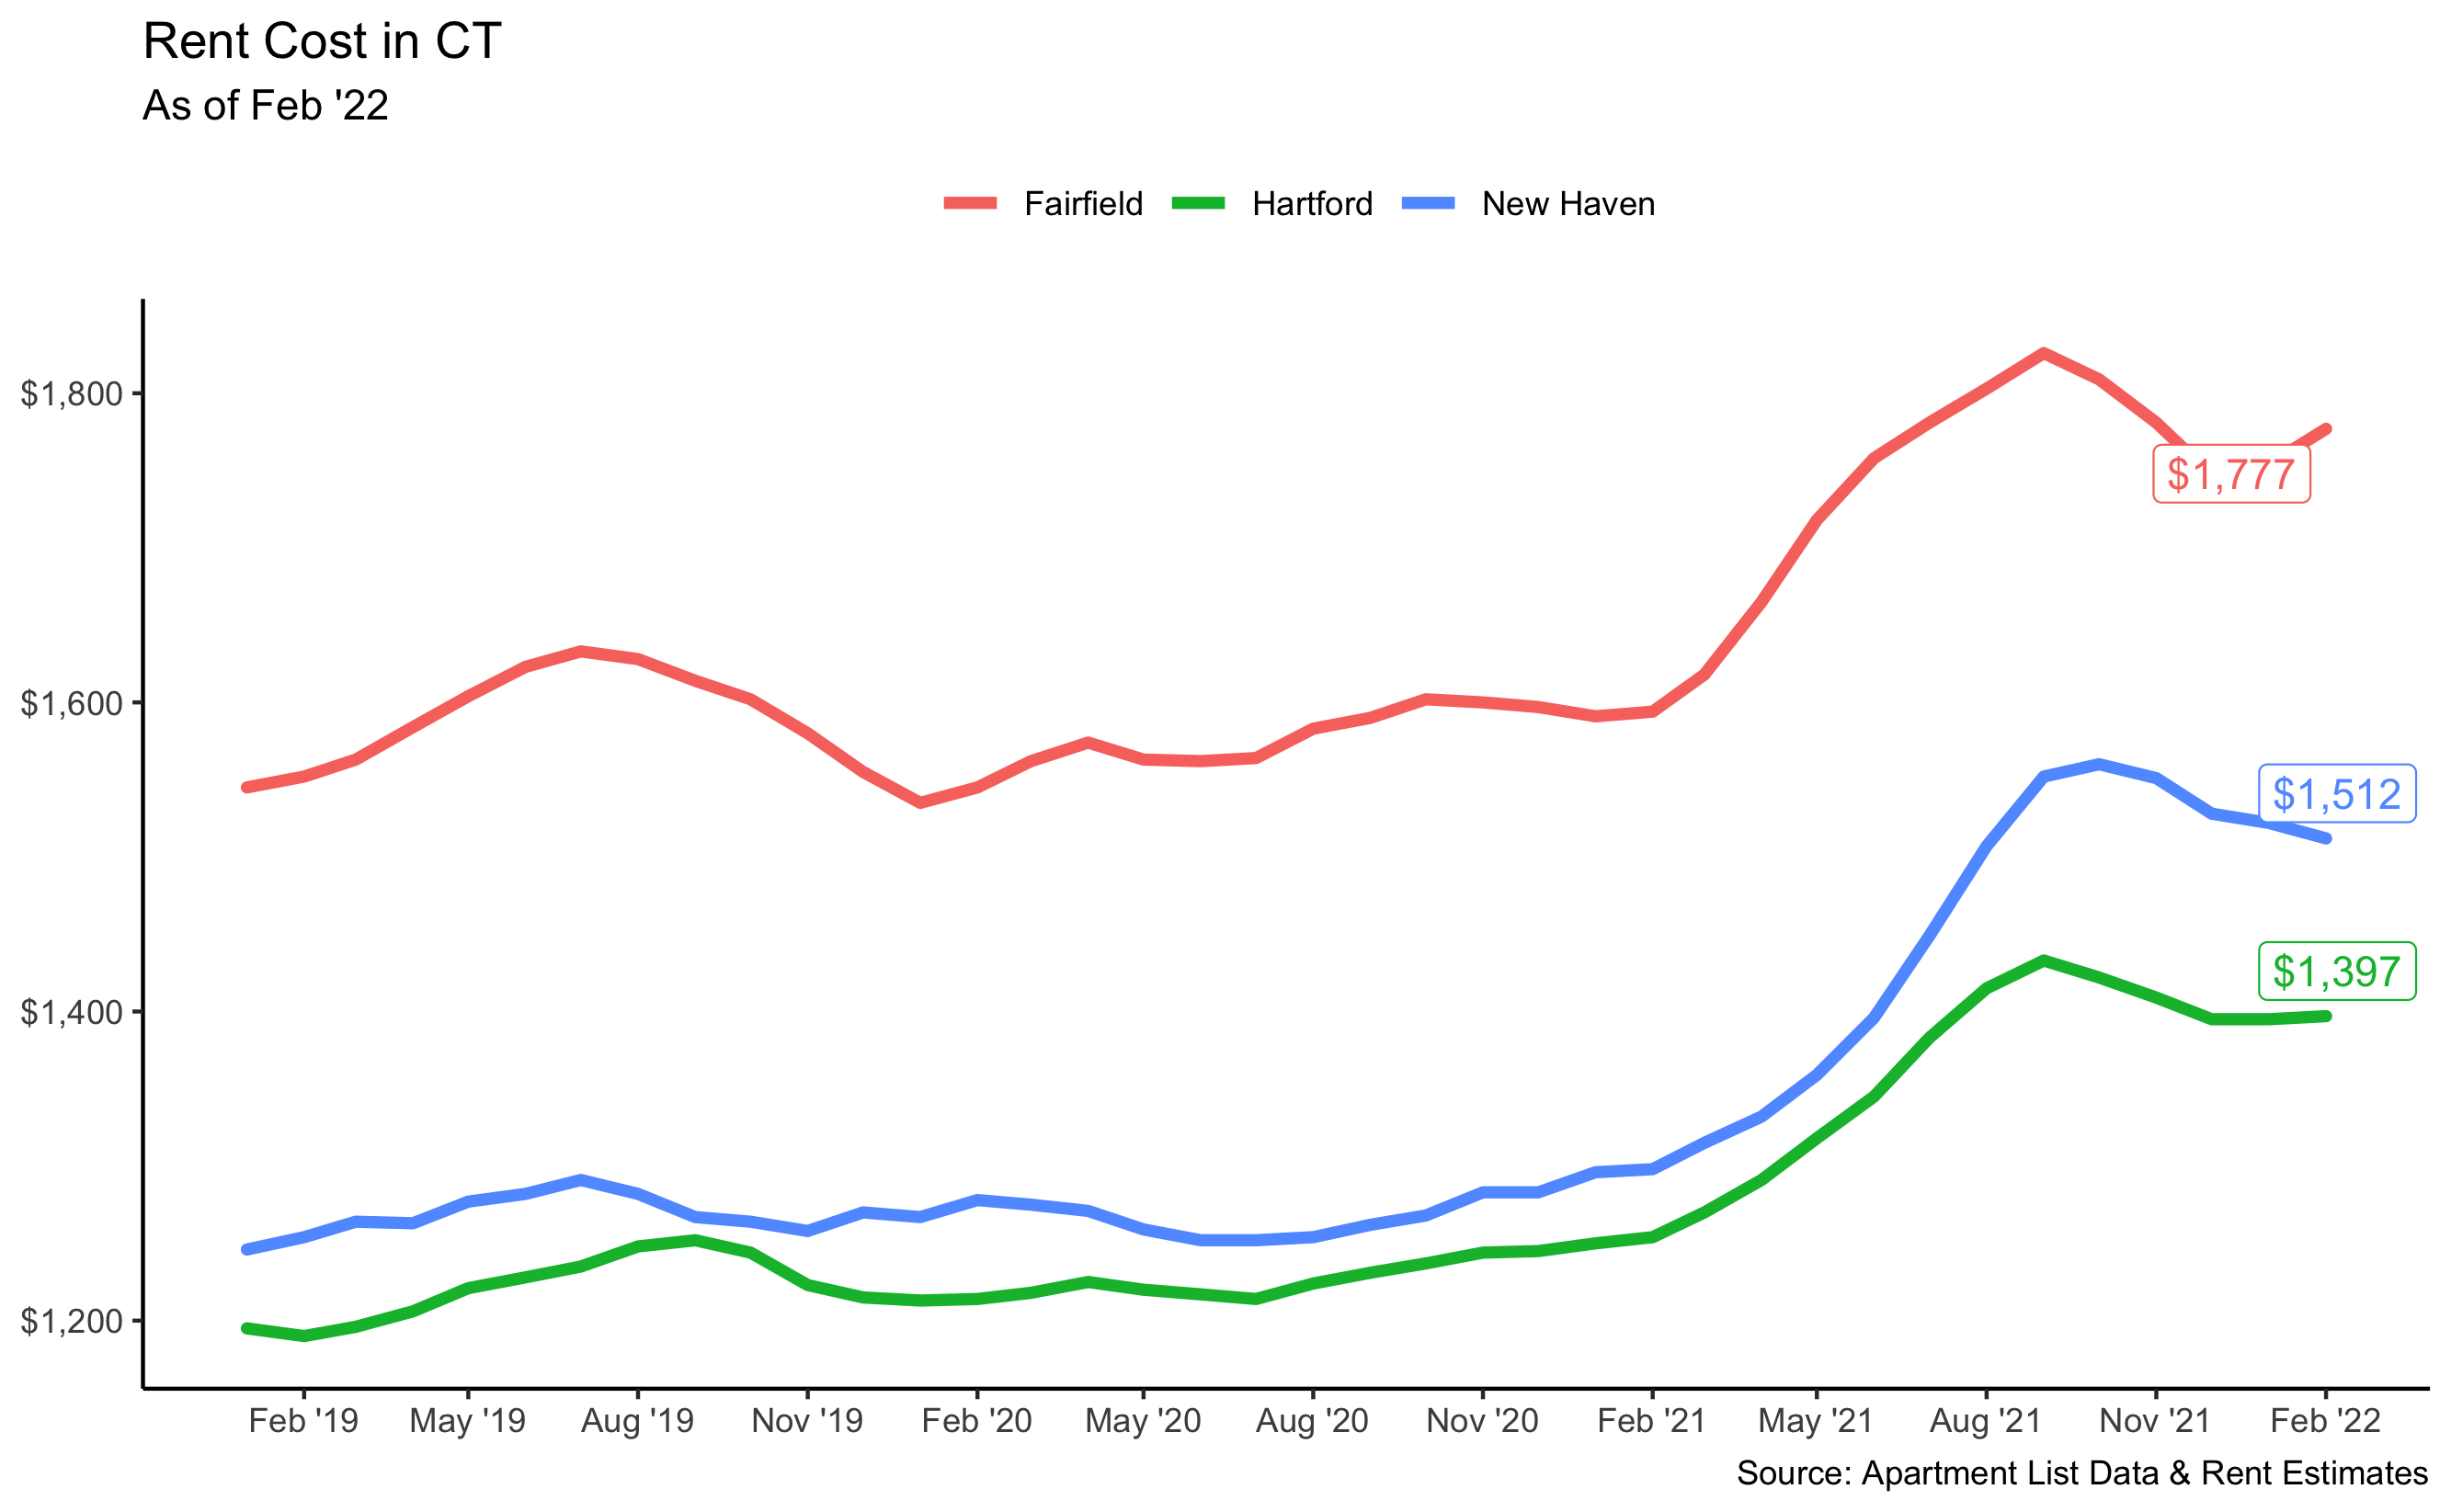 Rent Cost in CT
As of Feb '22
Fairfield Hartford New Haven
$1,800
$1,777
$1,600
$1,512
$1,397
$1,400
$1,200
Feb '19 May '19 Aug '19 Nov '19 Feb '20 May '20 Aug '20 Nov '20 Feb '21 May '21 Aug '21 Nov '21 Feb '22
Source: Apartment List Data & Rent Estimates